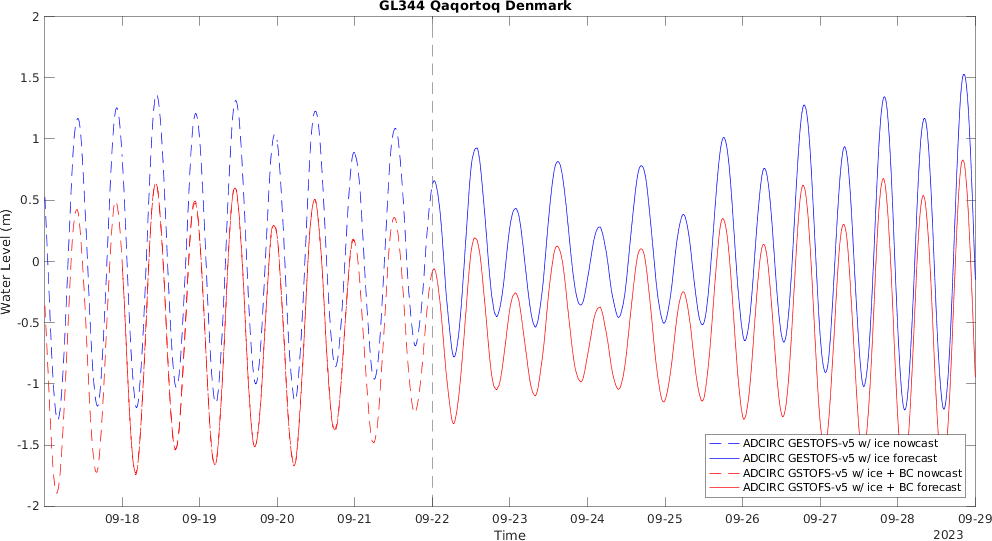 GL344 Qaqortoq Denmark
2
1.5
1
0.5
0
-0.5
-1
-1.5
-2
Water Level (m)
ADCIRC GESTOFS-v5 w/ ice nowcast
ADCIRC GESTOFS-v5 w/ ice forecast
ADCIRC GSTOFS-v5 w/ ice + BC nowcast
ADCIRC GSTOFS-v5 w/ ice + BC forecast
09-18 09-19 09-20 09-21 09-22 09-23 09-24 09-25 09-26 09-27 09-28 09-29
Time
2023